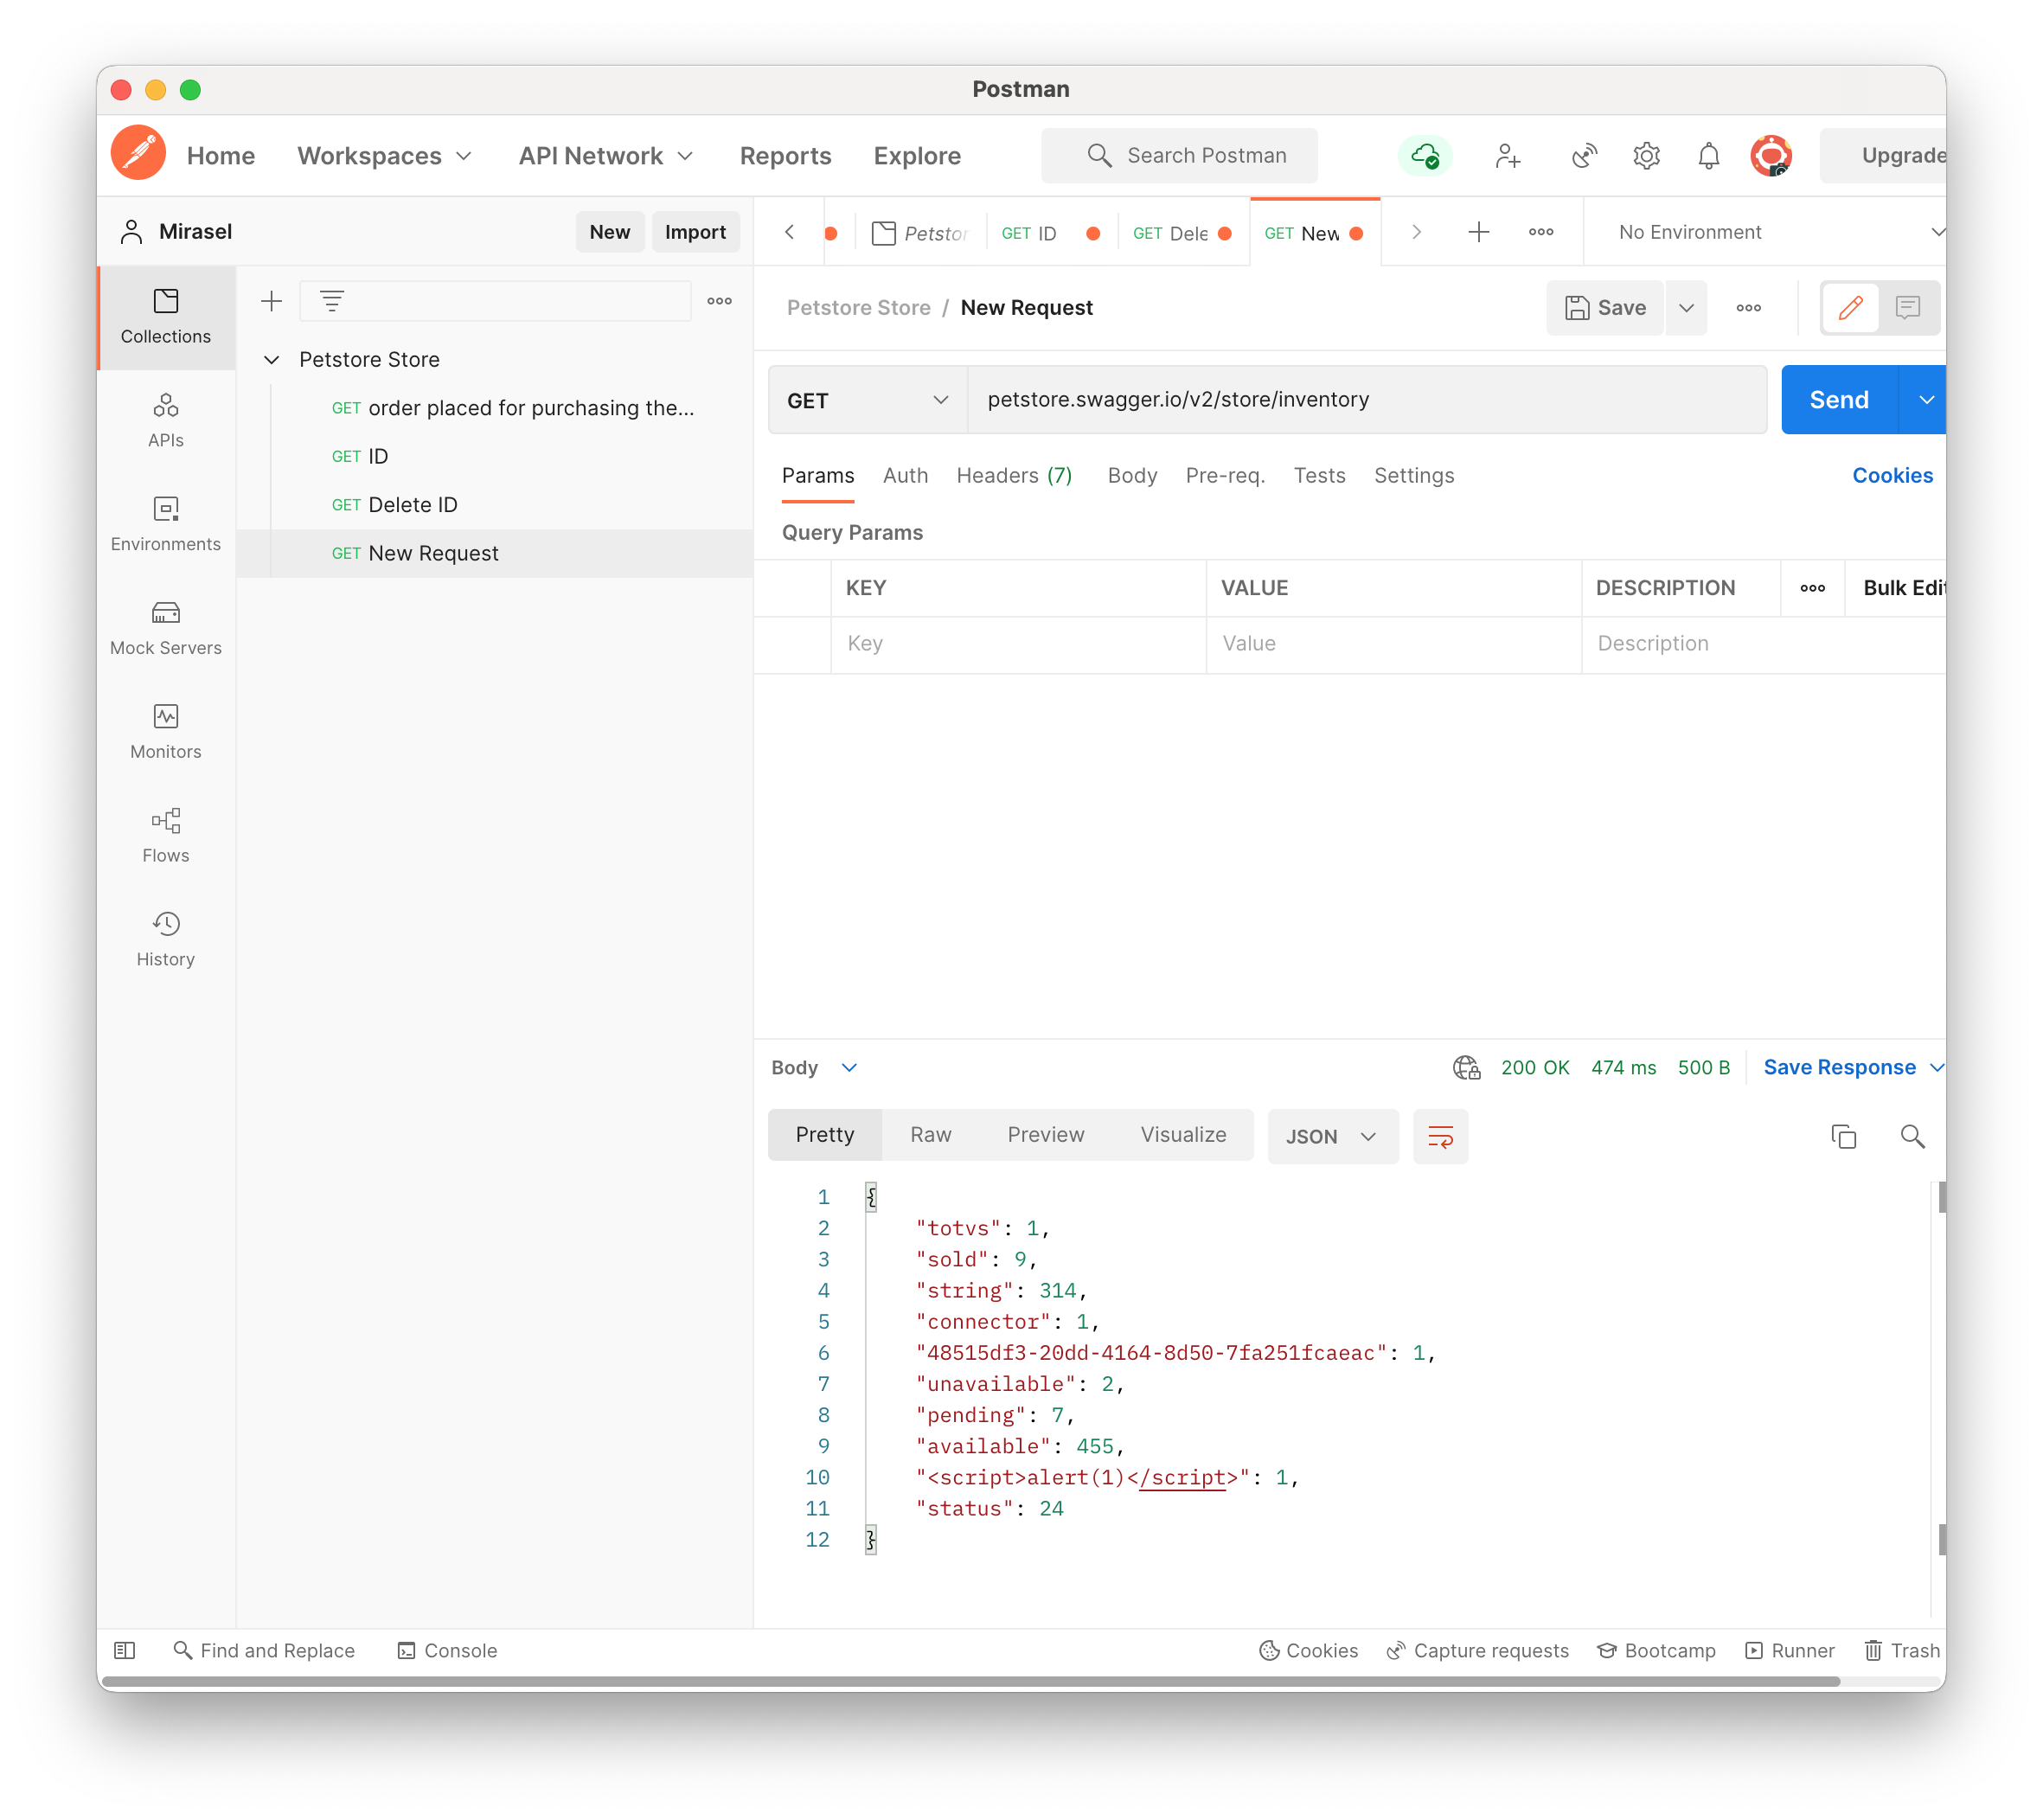 Postman
Home Workspaces API Network Reports Explore Search Postman Upgrade
Mirasel New Import
Petstor GET ID GET Dele GET New No Environment
Collections
APIs
Environments
Mock Servers
Monitors
Flows
History
Petstore Store
GET order placed for purchasing the...
GET ID
GET Delete ID
GET New Request
Petstore Store / New Request Save
GET petstore.swagger.io/v2/store/inventory Send
Params Auth Headers (7) Body Pre-req. Tests Settings Cookies
Query Params
KEY VALUE DESCRIPTION Bulk Edit
Key Value Description
Body 200 OK 474 ms 500 B Save Response
Pretty Raw Preview Visualize JSON
1 {
2 "totvs": 1,
3 "sold": 9,
4 "string": 314,
5 "connector": 1,
6 "48515df3-20dd-4164-8d50-7fa251fcaeac": 1,
7 "unavailable": 2,
8 "pending": 7,
9 "available": 455,
10 "<script>alert(1)</script>": 1,
11 "status": 24
12 }
Find and Replace Console Cookies Capture requests Bootcamp Runner Trash